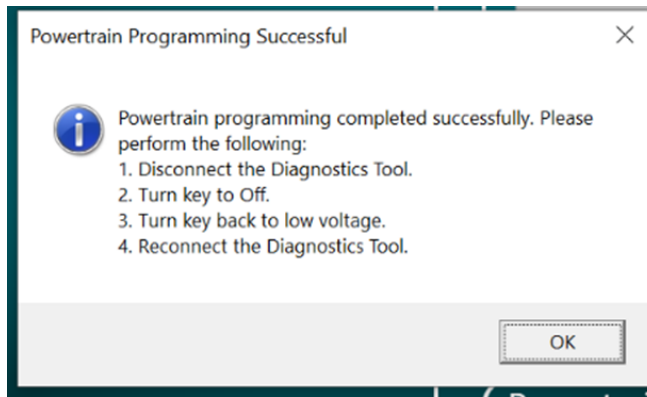 Powertrain Programming Successful
Powertrain programming completed successfully. Please
perform the following:
1. Disconnect the Diagnostics Tool.
2. Turn key to Off.
3. Turn key back to low voltage.
4. Reconnect the Diagnostics Tool.
OK